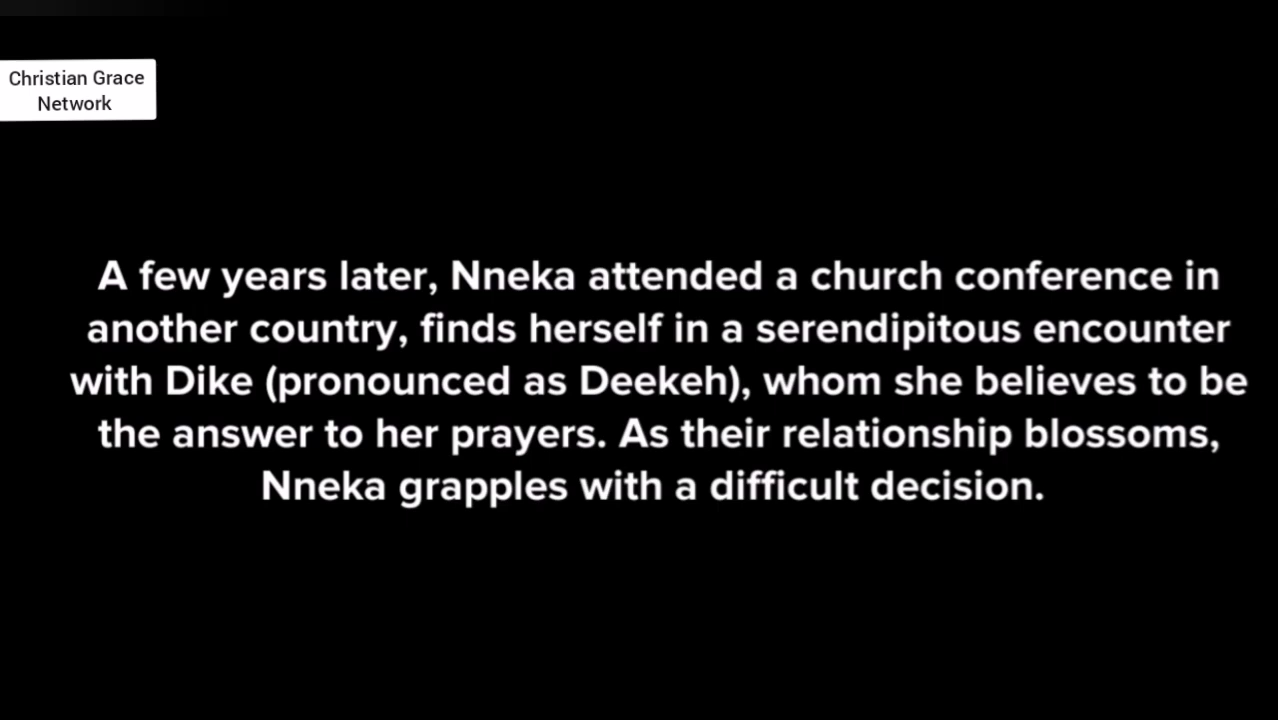 Christian Grace
Network
A few years later, Nneka attended a church conference in
another country, finds herself in a serendipitous encounter
with Dike (pronounced as Deekeh), whom she believes to be
the answer to her prayers. As their relationship blossoms,
Nneka grapples with a difficult decision.